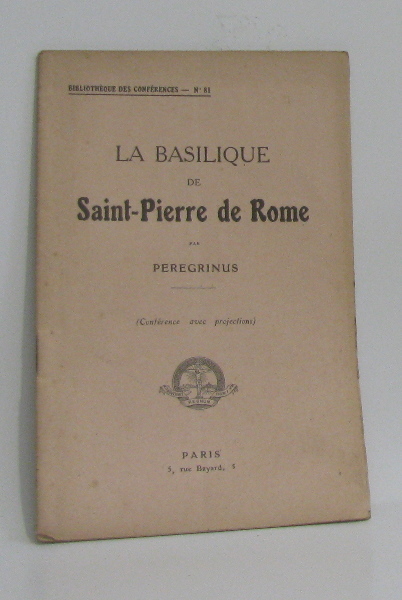 BIBLIOTHÈQUE DES CONFÉRENCES — N° 81
LA BASILIQUE
DE
Saint-Pierre de Rome
PAR
PEREGRINUS
(Conférence avec projections)
PARIS
5, rue Bayard, 5